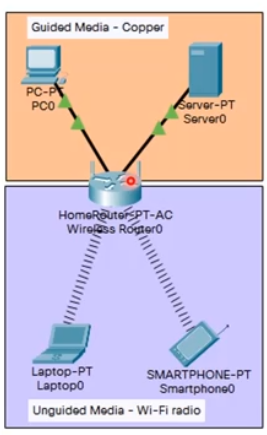 Guided Media - Copper
PC-PT
PC0
Server-PT
Server0
HomeRouter-PT-AC
Wireless Router0
Laptop-PT
Laptop0
SMARTPHONE-PT
Smartphone0
Unguided Media - Wi-Fi radio